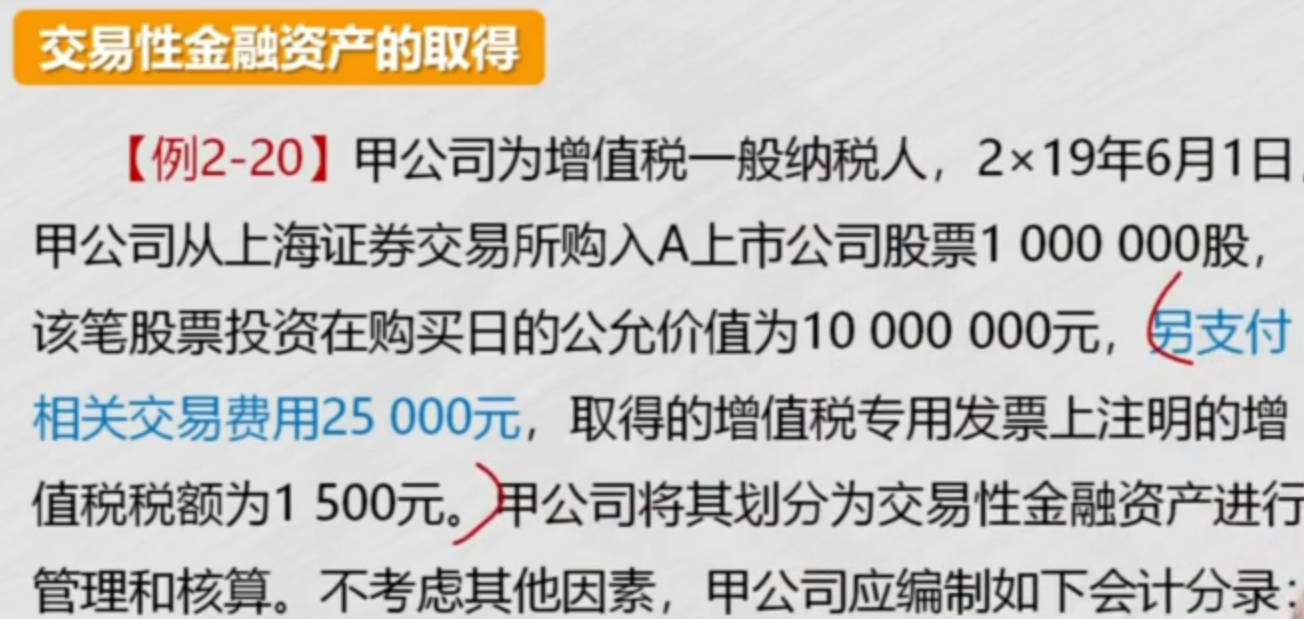 交易性金融资产的取得
【例2-20】甲公司为增值税一般纳税人，2×19年6月1日，
甲公司从上海证券交易所购入A上市公司股票1 000 000股，
该笔股票投资在购买日的公允价值为10 000 000元，另支付
相关交易费用25 000元，取得的增值税专用发票上注明的增
值税税额为1 500元。甲公司将其划分为交易性金融资产进行
管理和核算。不考虑其他因素，甲公司应编制如下会计分录：